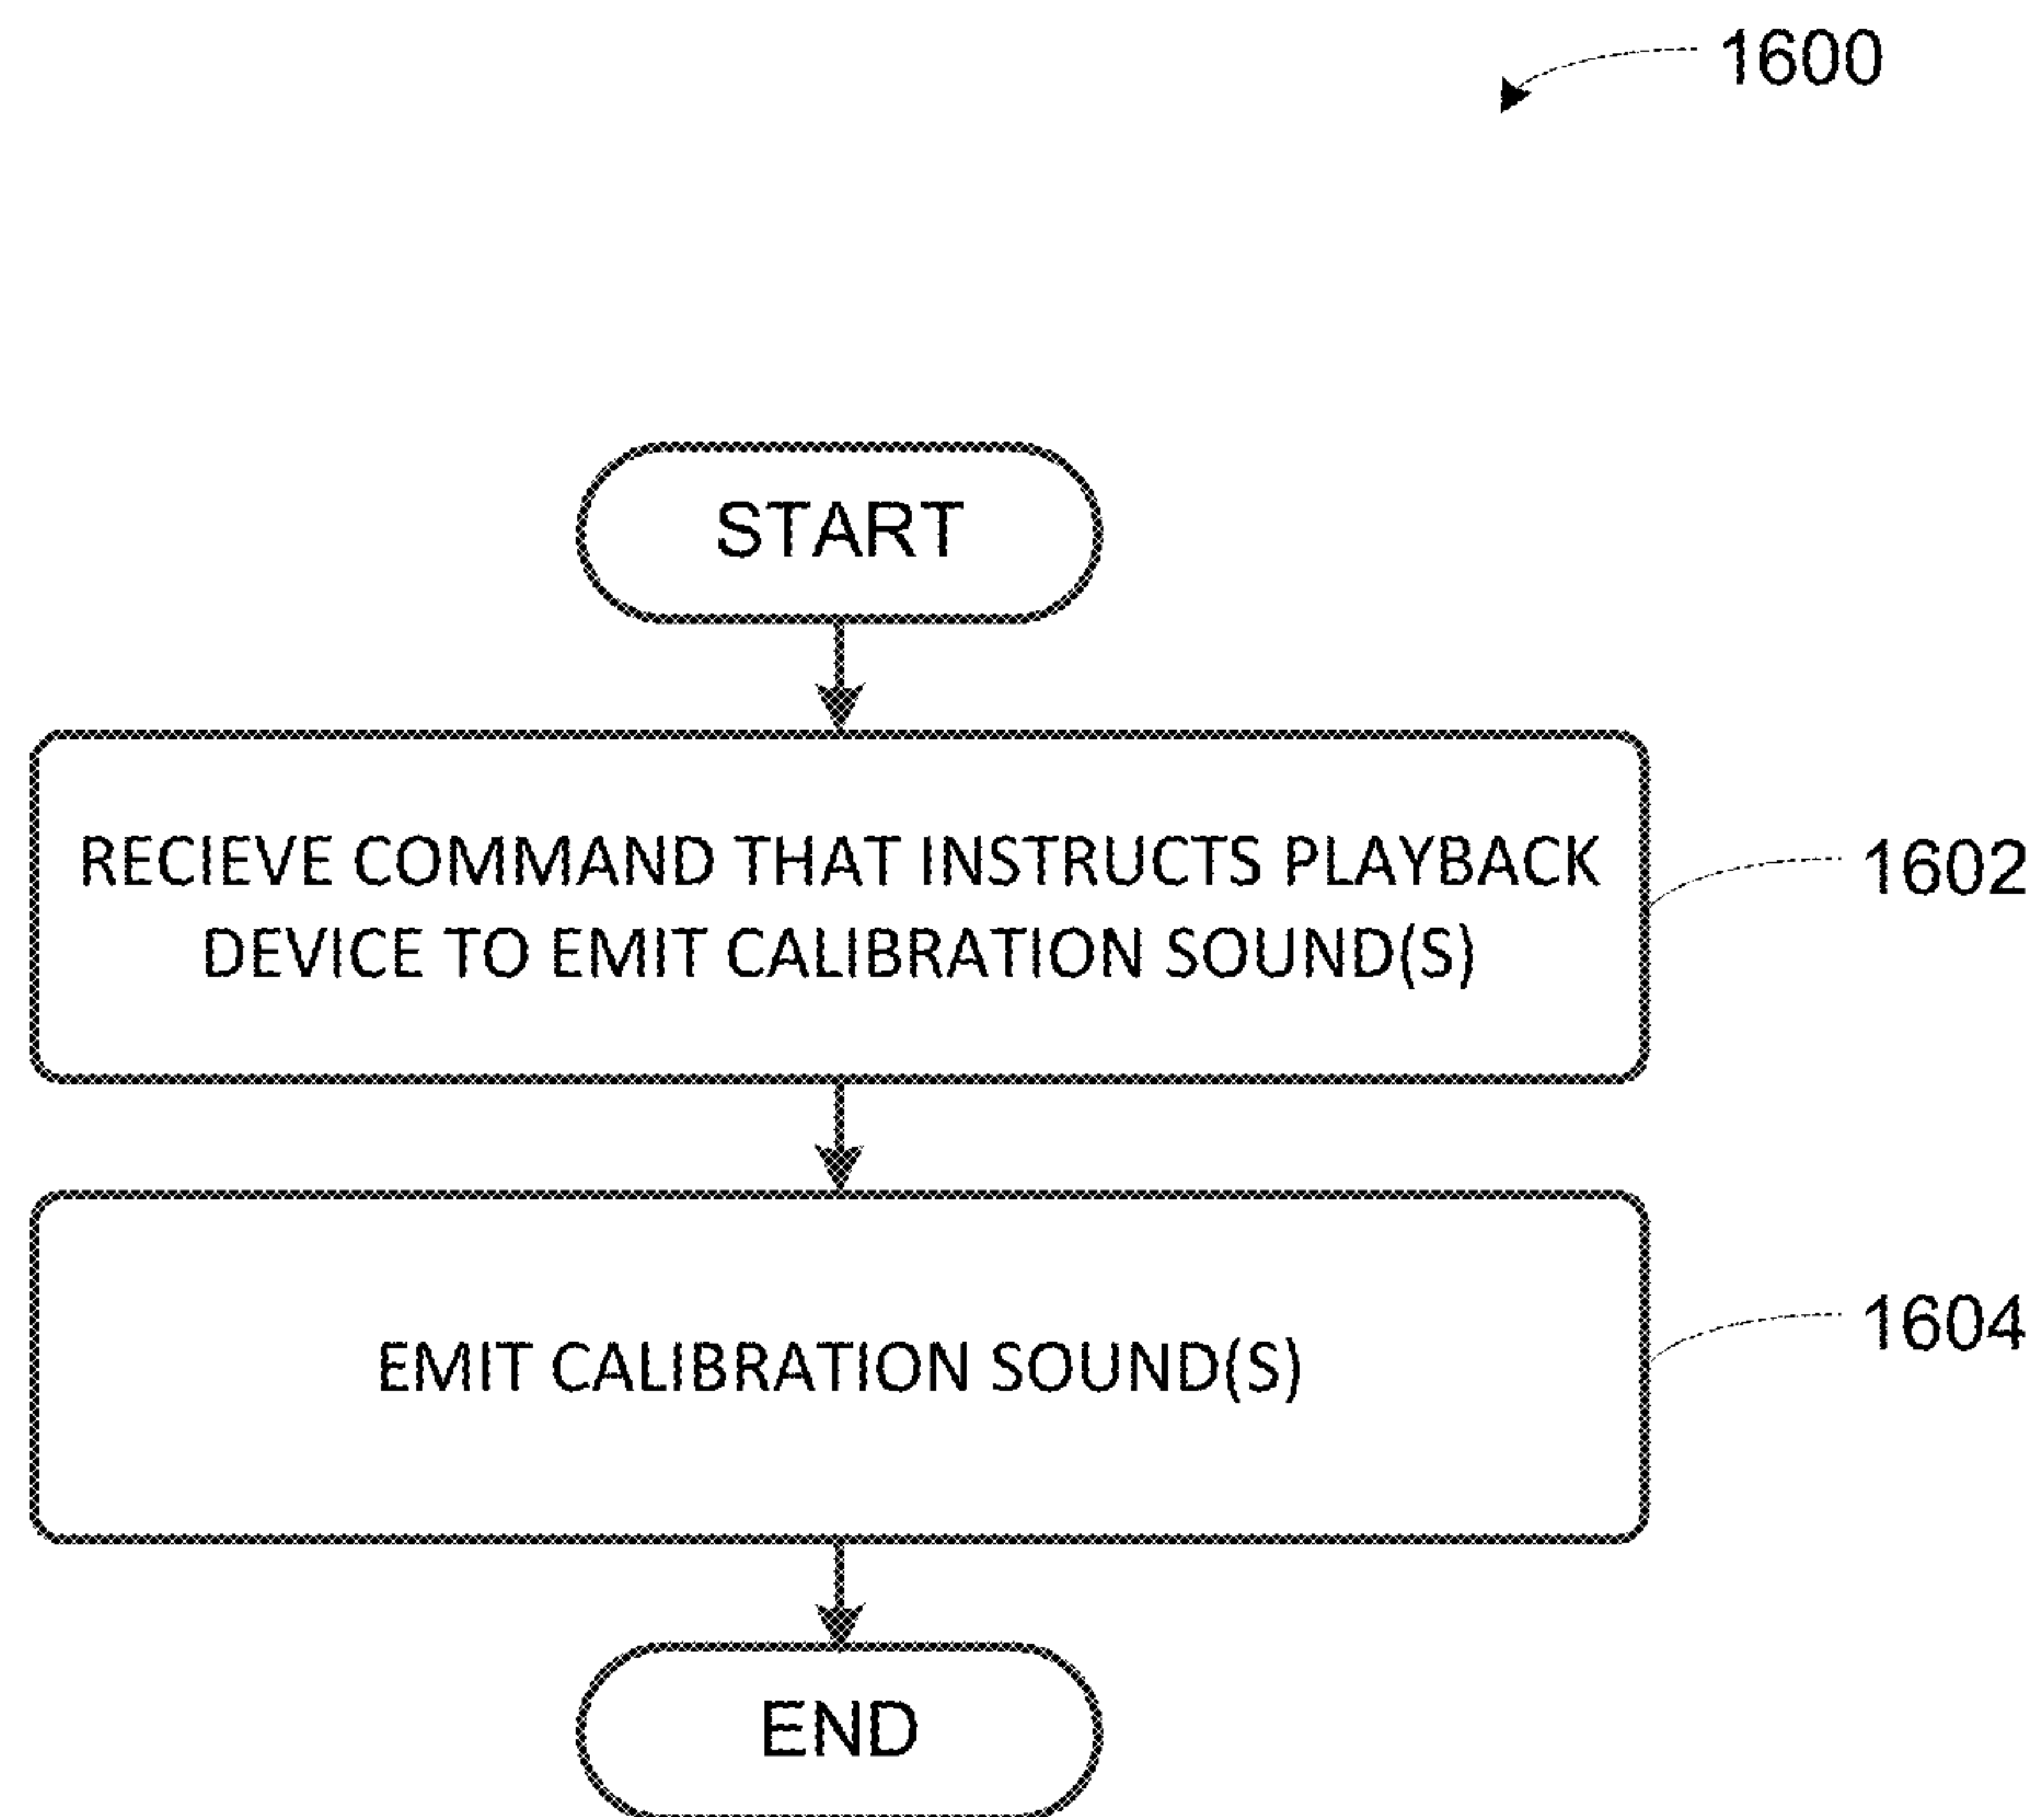 1600
START
RECIEVE COMMAND THAT INSTRUCTS PLAYBACK
DEVICE TO EMIT CALIBRATION SOUND(S)
1602
EMIT CALIBRATION SOUND(S)
1604
END